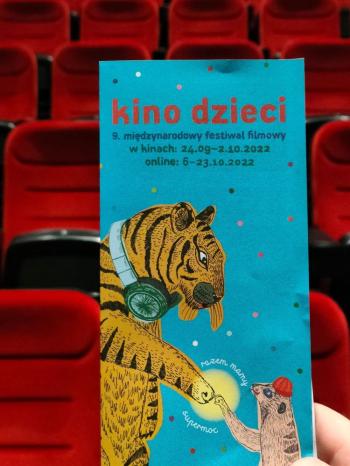 kino dzieci
9. międzynarodowy festiwal filmowy
w kinach: 24.09–2.10.2022
online: 6–23.10.2022
razem mamy
supermoc